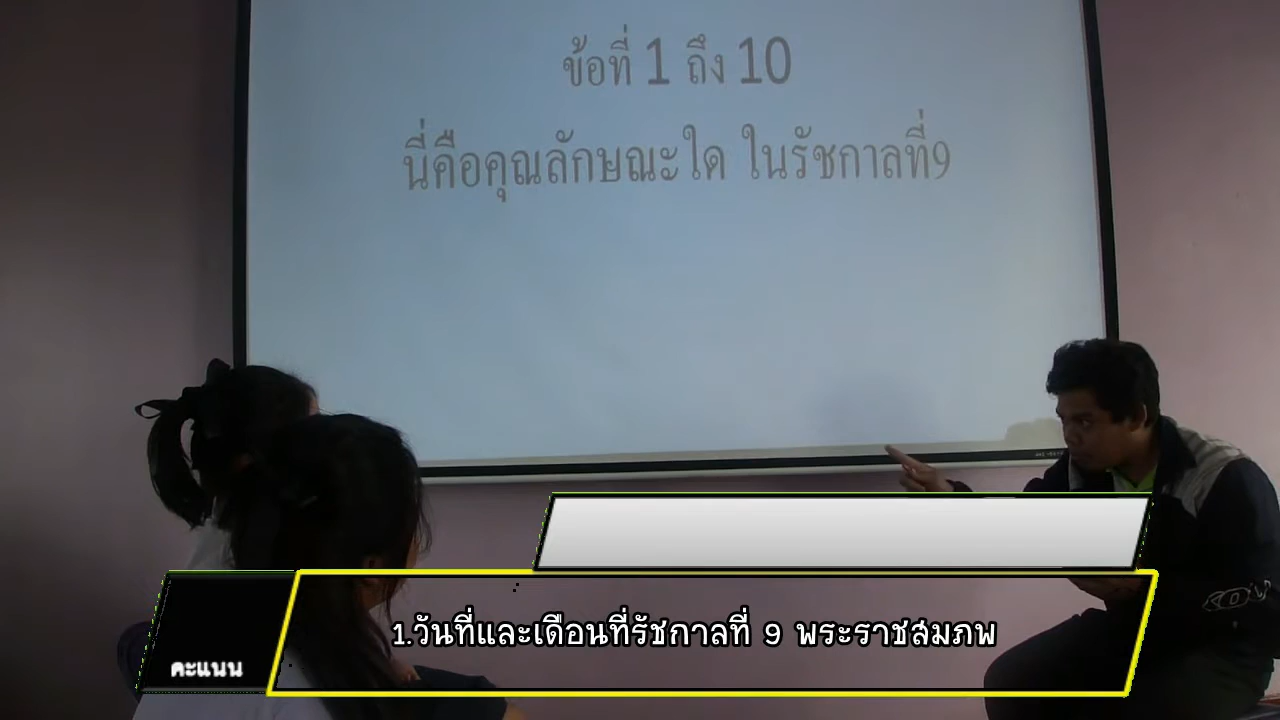 ข้อที่ 1 ถึง 10
นี่คือคุณลักษณะใด ในรัชกาลที่9
1.วันที่และเดือนที่รัชกาลที่ 9 พระราชสมภพ
คะแนน